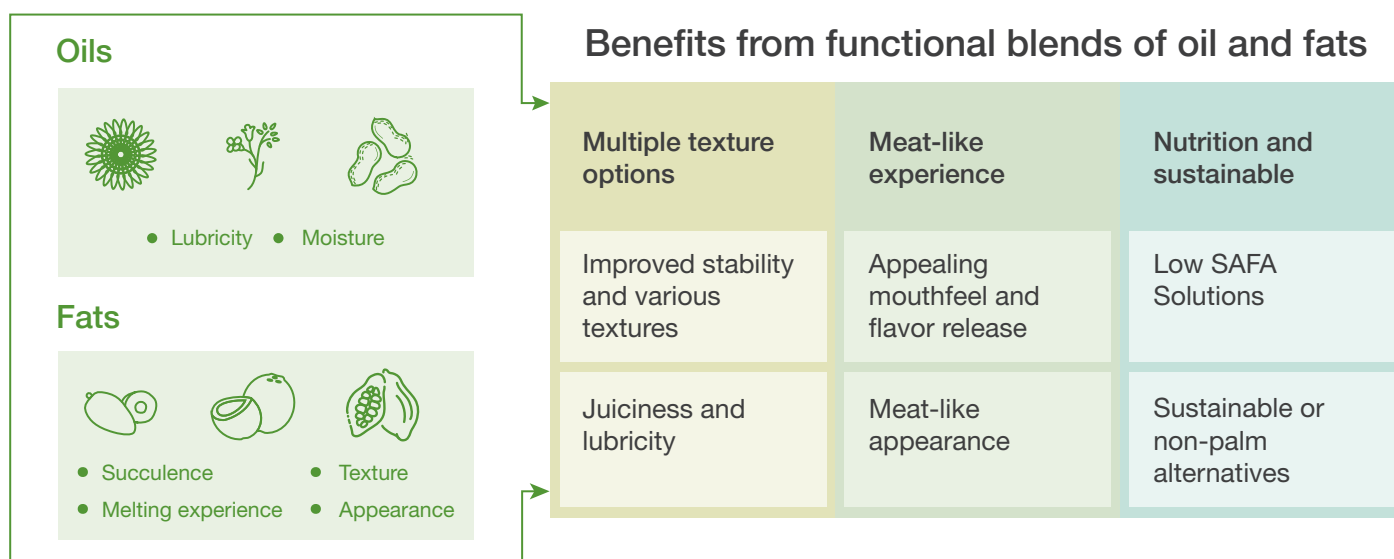 Oils
Lubricity
Moisture
Fats
Succulence
Texture
Melting experience
Appearance
Benefits from functional blends of oil and fats
Multiple texture
options
Meat-like
experience
Nutrition and
sustainable
Improved stability
and various
textures
Appealing
mouthfeel and
flavor release
Low SAFA
Solutions
Juiciness and
lubricity
Meat-like
appearance
Sustainable or
non-palm
alternatives